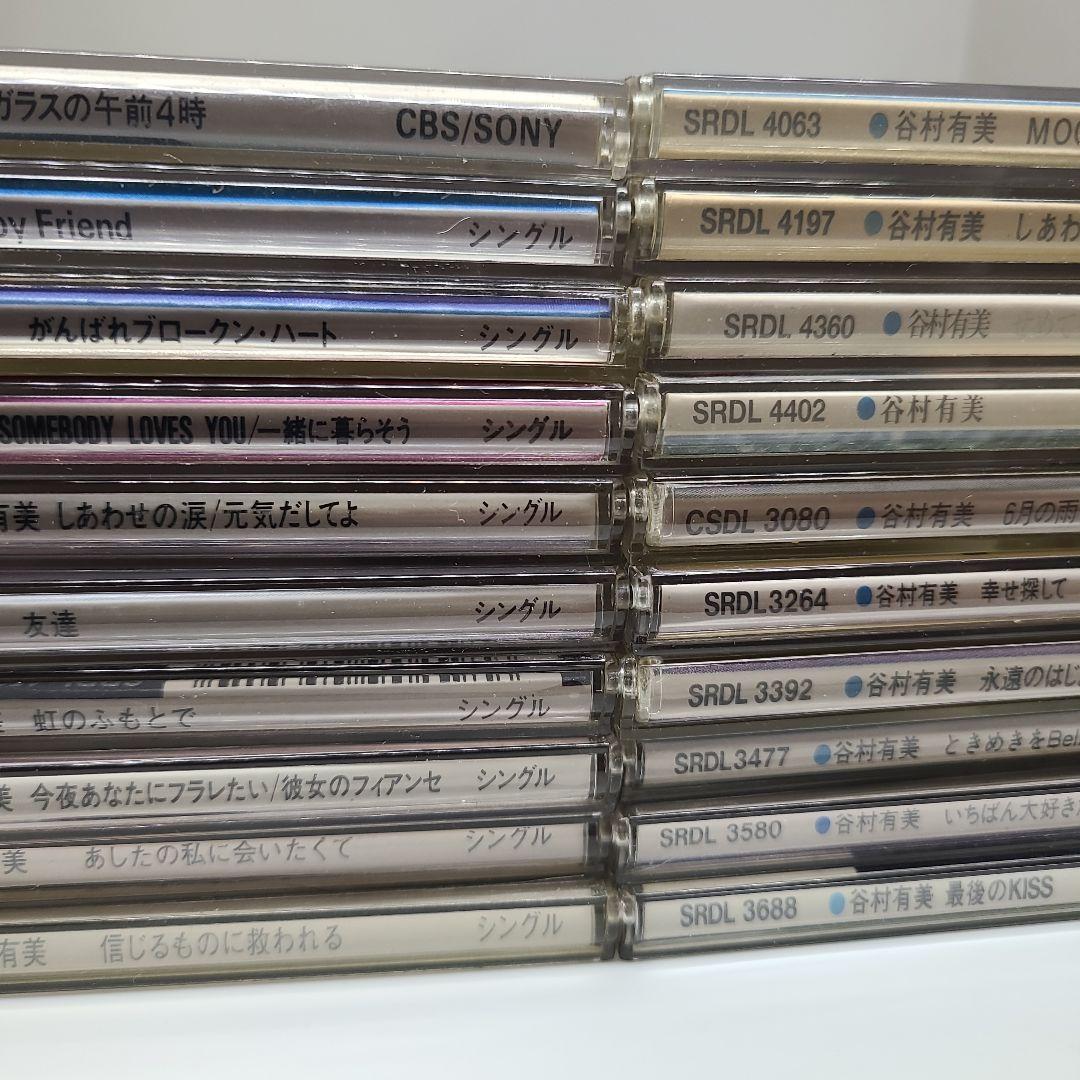 ガラスの午前4時 CBS/SONY
Friend シングル
がんばれブロークン・ハート シングル
SOMEBODY LOVES YOU/一緒に暮らそう シングル
有美 しあわせの涙/元気だしてよ シングル
友達 シングル
虹のふもとで シングル
美 今夜あなたにフラレたい/彼女のフィアンセ シングル
美 あしたの私に会いたくて シングル
有美 信じるものに救われる シングル
SRDL 4063 ●谷村有美
SRDL 4197 ●谷村有美 しあわ
SRDL 4360 ●谷村有美
SRDL 4402 ●谷村有美
CSDL 3080 ●谷村有美 6月の雨
SRDL3264 ●谷村有美 幸せ探して
SRDL 3392 ●谷村有美 永遠のはじ
SRDL3477 ●谷村有美 ときめきをBel
SRDL 3580 ●谷村有美 いちばん大好き
SRDL 3688 ●谷村有美 最後のKISS